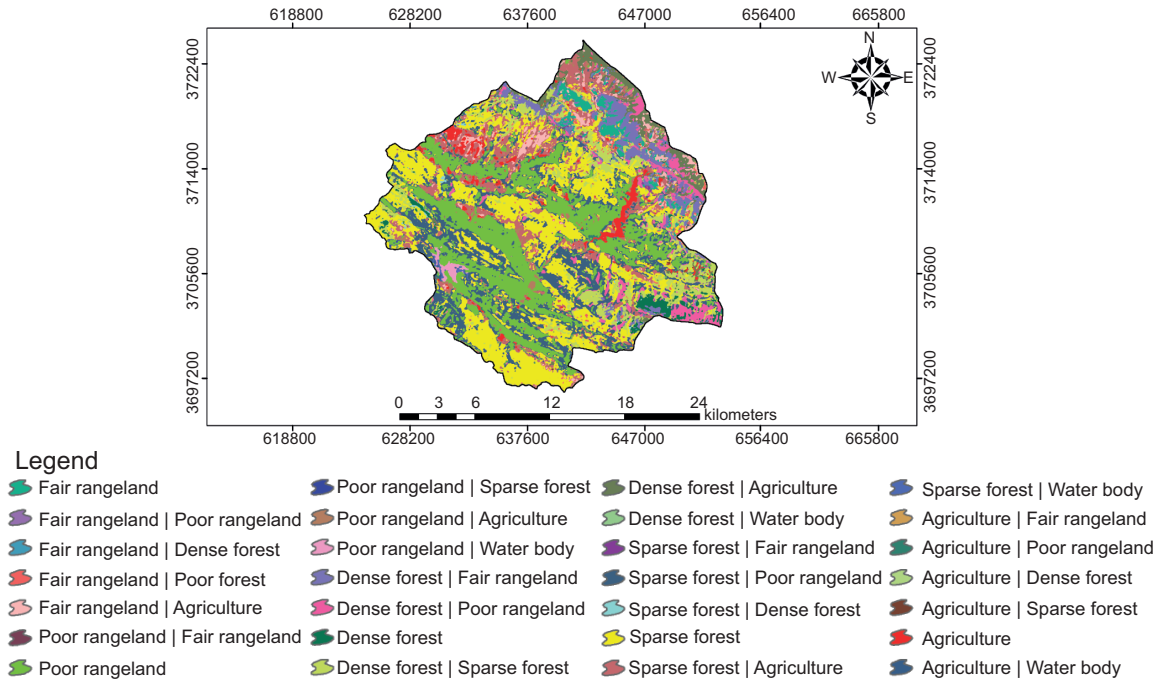 618800 628200 637600 647000 656400 665800
3722400 3722400
N
W E
S
3714000 3714000
3705600 3705600
3697200 3697200
0 3 6 12 18 24
kilometers
618800 628200 637600 647000 656400 665800
Legend
Fair rangeland
Fair rangeland | Poor rangeland
Fair rangeland | Dense forest
Fair rangeland | Poor forest
Fair rangeland | Agriculture
Poor rangeland | Fair rangeland
Poor rangeland
Poor rangeland | Sparse forest
Poor rangeland | Agriculture
Poor rangeland | Water body
Dense forest | Fair rangeland
Dense forest | Poor rangeland
Dense forest
Dense forest | Sparse forest
Dense forest | Agriculture
Dense forest | Water body
Sparse forest | Fair rangeland
Sparse forest | Poor rangeland
Sparse forest | Dense forest
Sparse forest
Sparse forest | Agriculture
Sparse forest | Water body
Agriculture | Fair rangeland
Agriculture | Poor rangeland
Agriculture | Dense forest
Agriculture | Sparse forest
Agriculture
Agriculture | Water body